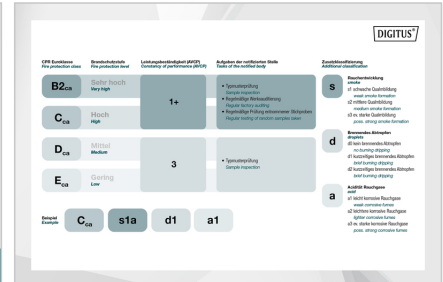 DIGITUS®
CPR Euroklasse
Fire protection class
Brandschutzstufe
Fire protection level
Leistungsbeständigkeit (AVCP)
Constancy of performance (AVCP)
Aufgaben der notifizierten Stelle
Tasks of the notified body
Zusatzklassifizierung
Additional classification
B2ca
Sehr hoch
Very high
Cca
Hoch
High
1+
• Typmusterprüfung
Sample inspection
• Regelmäßige Werksauditierung
Regular factory auditing
• Regelmäßige Prüfung entnommener Stichproben
Regular testing of random samples taken
Dca
Mittel
Medium
Eca
Gering
Low
3
• Typmusterprüfung
Sample inspection
s
Rauchentwicklung
smoke
s1 schwache Qualmbildung
weak smoke formation
s2 mittlere Qualmbildung
medium smoke formation
s3 ev. starke Qualmbildung
poss. strong smoke formation
d
Brennendes Abtropfen
droplets
d0 kein brennendes Abtropfen
no burning dripping
d1 kurzzeitiges brennendes Abtropfen
brief burning dripping
d2 kurzzeitiges brennendes Abtropfen
brief burning dripping
a
Acidität Rauchgase
acid
a1 leicht korrosive Rauchgase
weak corrosive fumes
a2 leichtere korrosive Rauchgase
lighter corrosive fumes
a3 ev. starke korrosive Rauchgase
poss. strong corrosive fumes
Beispiel
Example
Cca
s1a
d1
a1